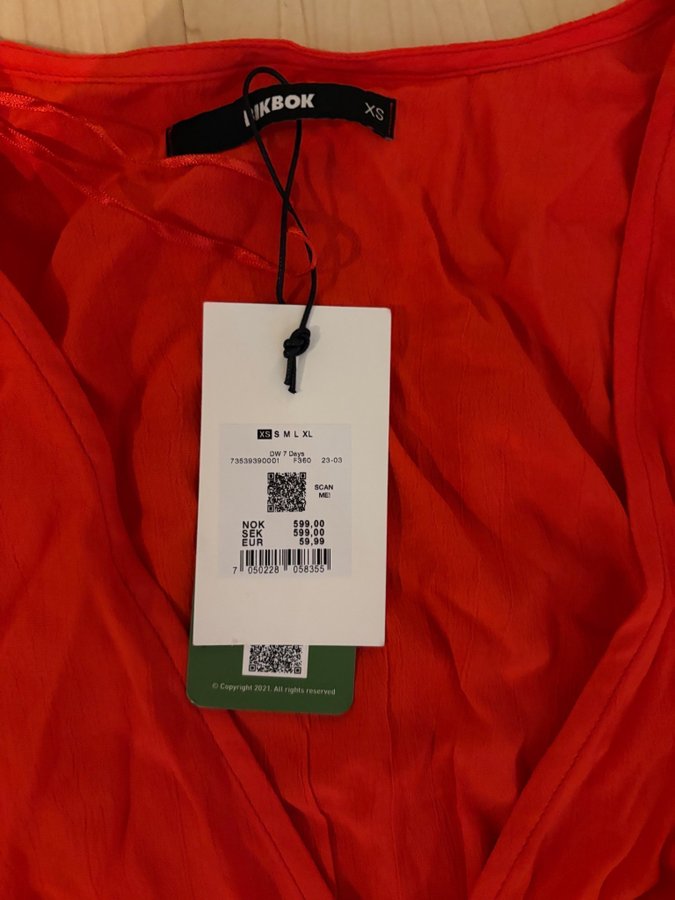 BIKBOK
XS
XS S M L XL
DW 7 Days
73539390001 F360 23-03
SCAN
ME!
NOK 599,00
SEK 599,00
EUR 59,99
7 050228 058355
© Copyright 2021. All rights reserved